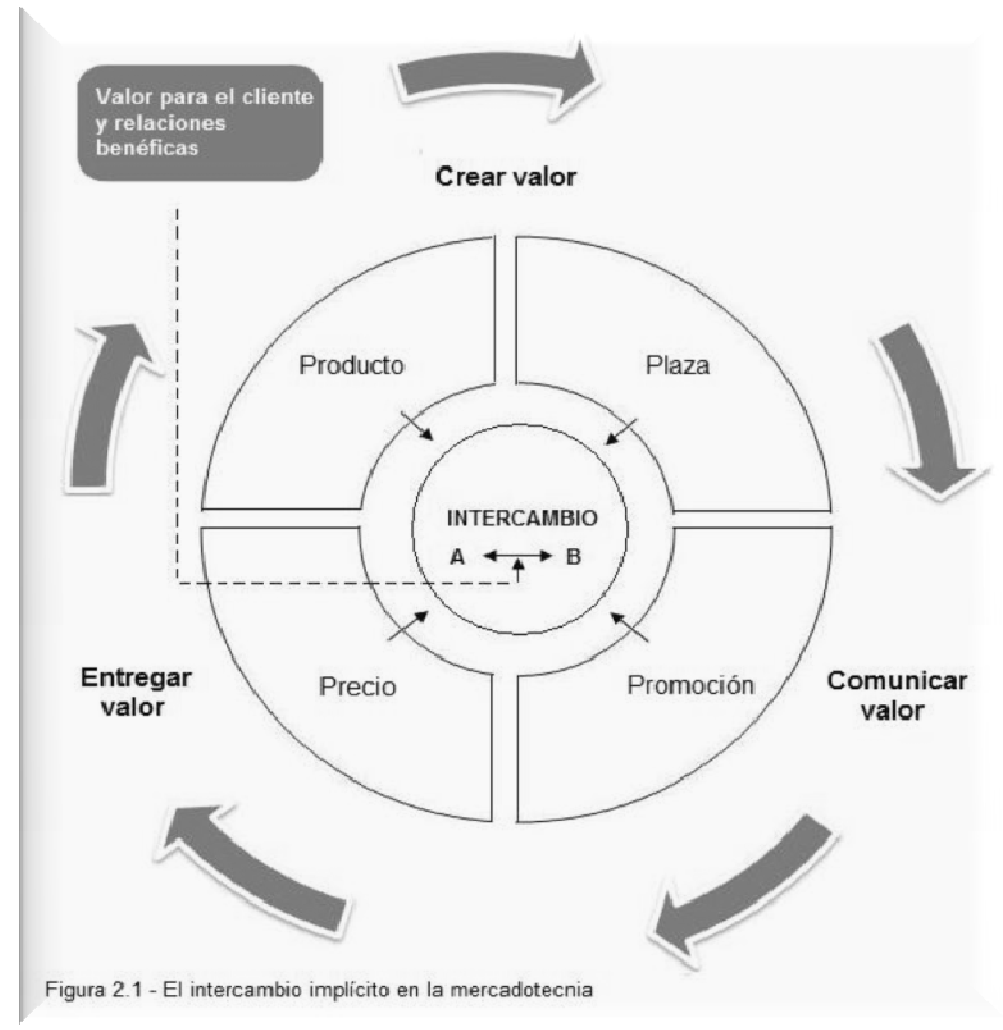 Valor para el cliente
y relaciones
benéficas
Crear valor
Producto
Plaza
INTERCAMBIO
A B
Entregar
valor
Precio
Promoción
Comunicar
valor
Figura 2.1 - El intercambio implícito en la mercadotecnia